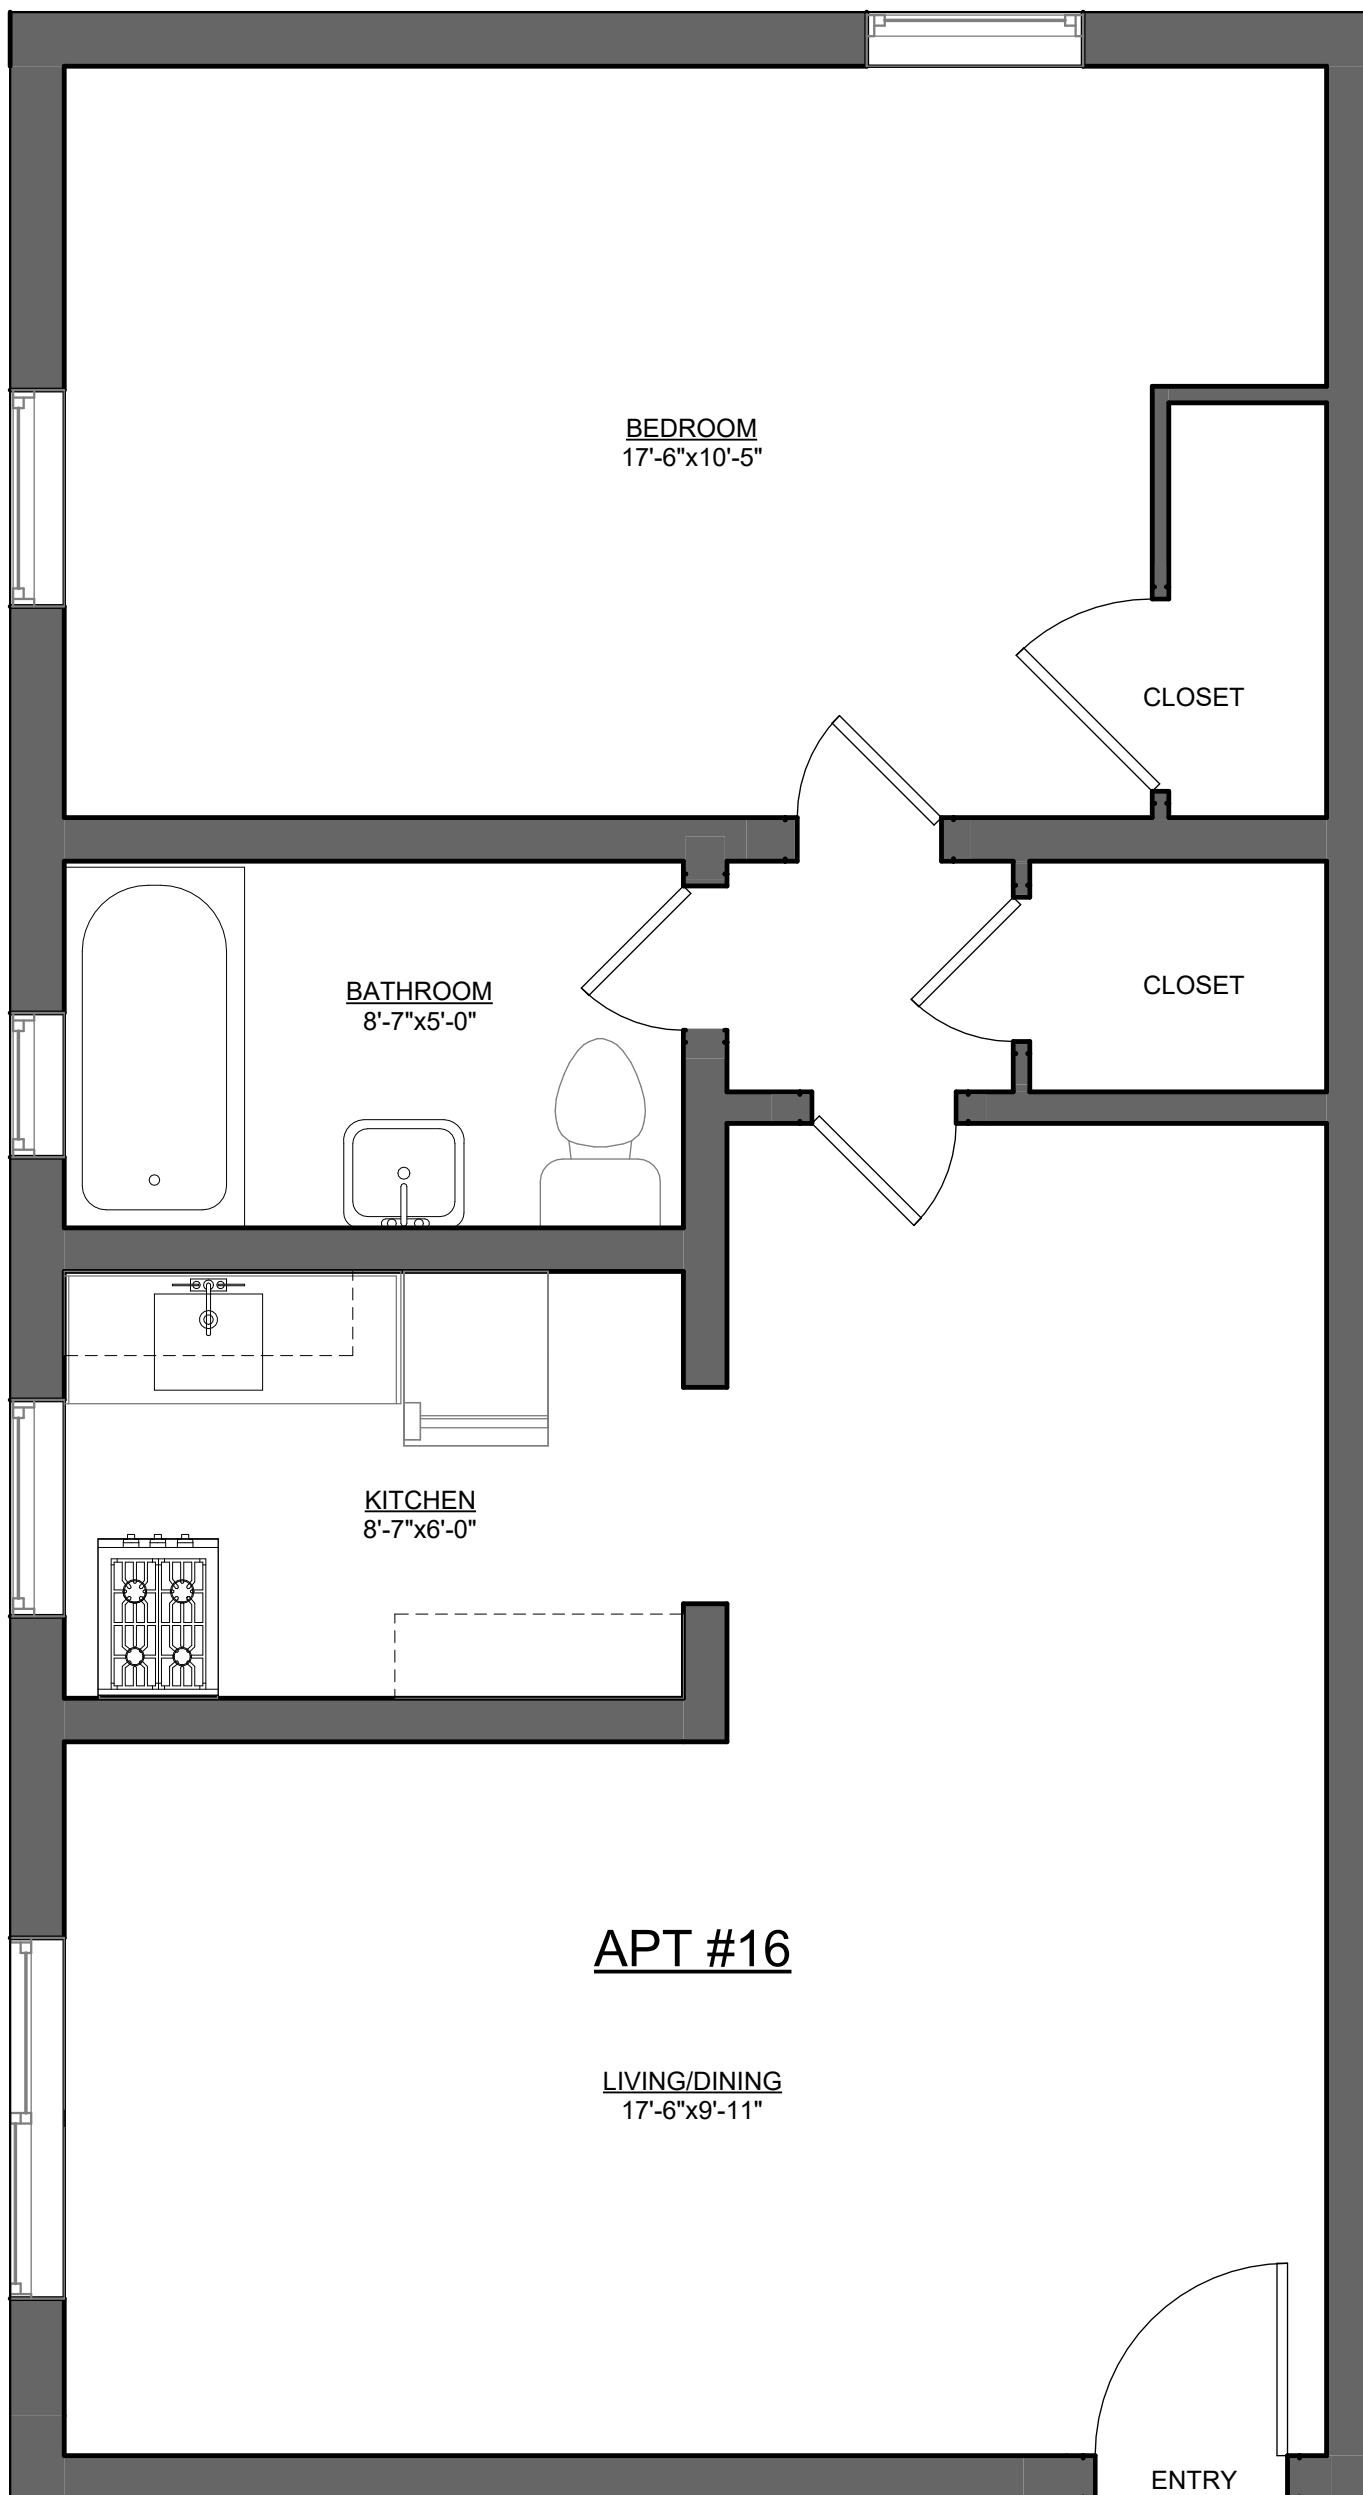 BEDROOM
17'-6"x10'-5"
CLOSET
CLOSET
BATHROOM
8'-7"x5'-0"
KITCHEN
8'-7"x6'-0"
APT #16
LIVING/DINING
17'-6"x9'-11"
ENTRY